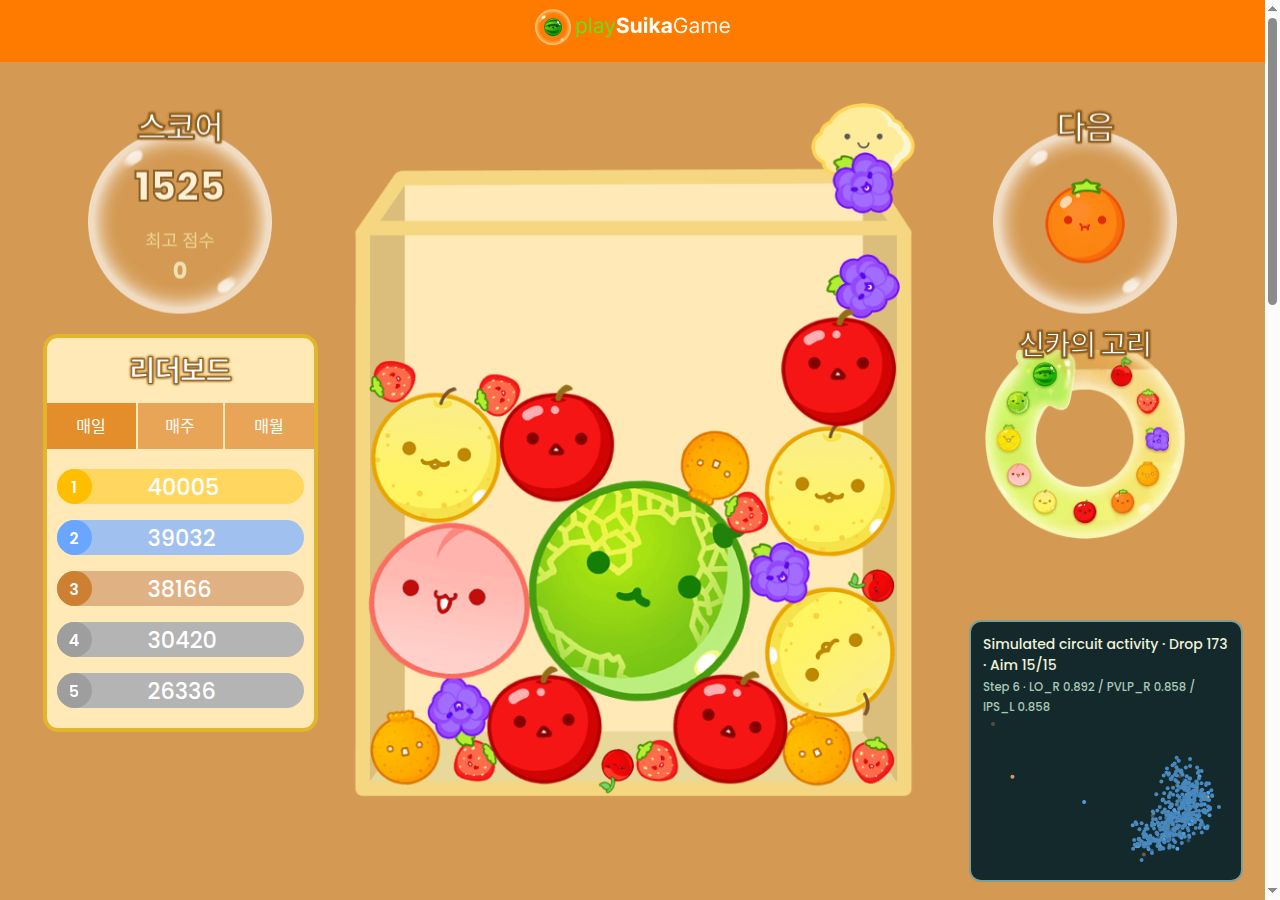 playSuikaGame
스코어
1525
최고 점수
0
리더보드
매일 매주 매월
1 40005
2 39032
3 38166
4 30420
5 26336
다음
신카의 고리
Simulated circuit activity · Drop 173
· Aim 15/15
Step 6 · LO_R 0.892 / PVLP_R 0.858 /
IPS_L 0.858